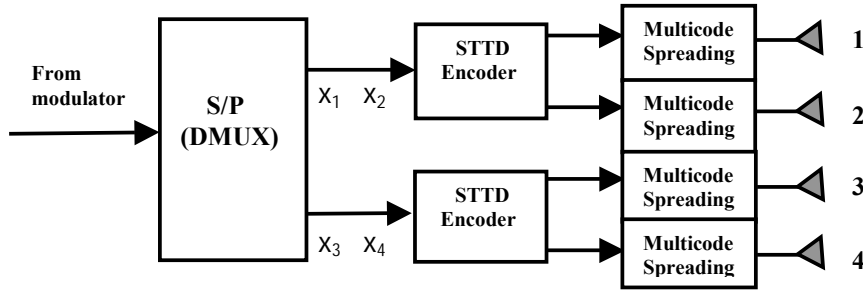 From
modulator
S/P
(DMUX)
X1 X2
X3 X4
STTD
Encoder
STTD
Encoder
Multicode
Spreading
Multicode
Spreading
Multicode
Spreading
Multicode
Spreading
1
2
3
4